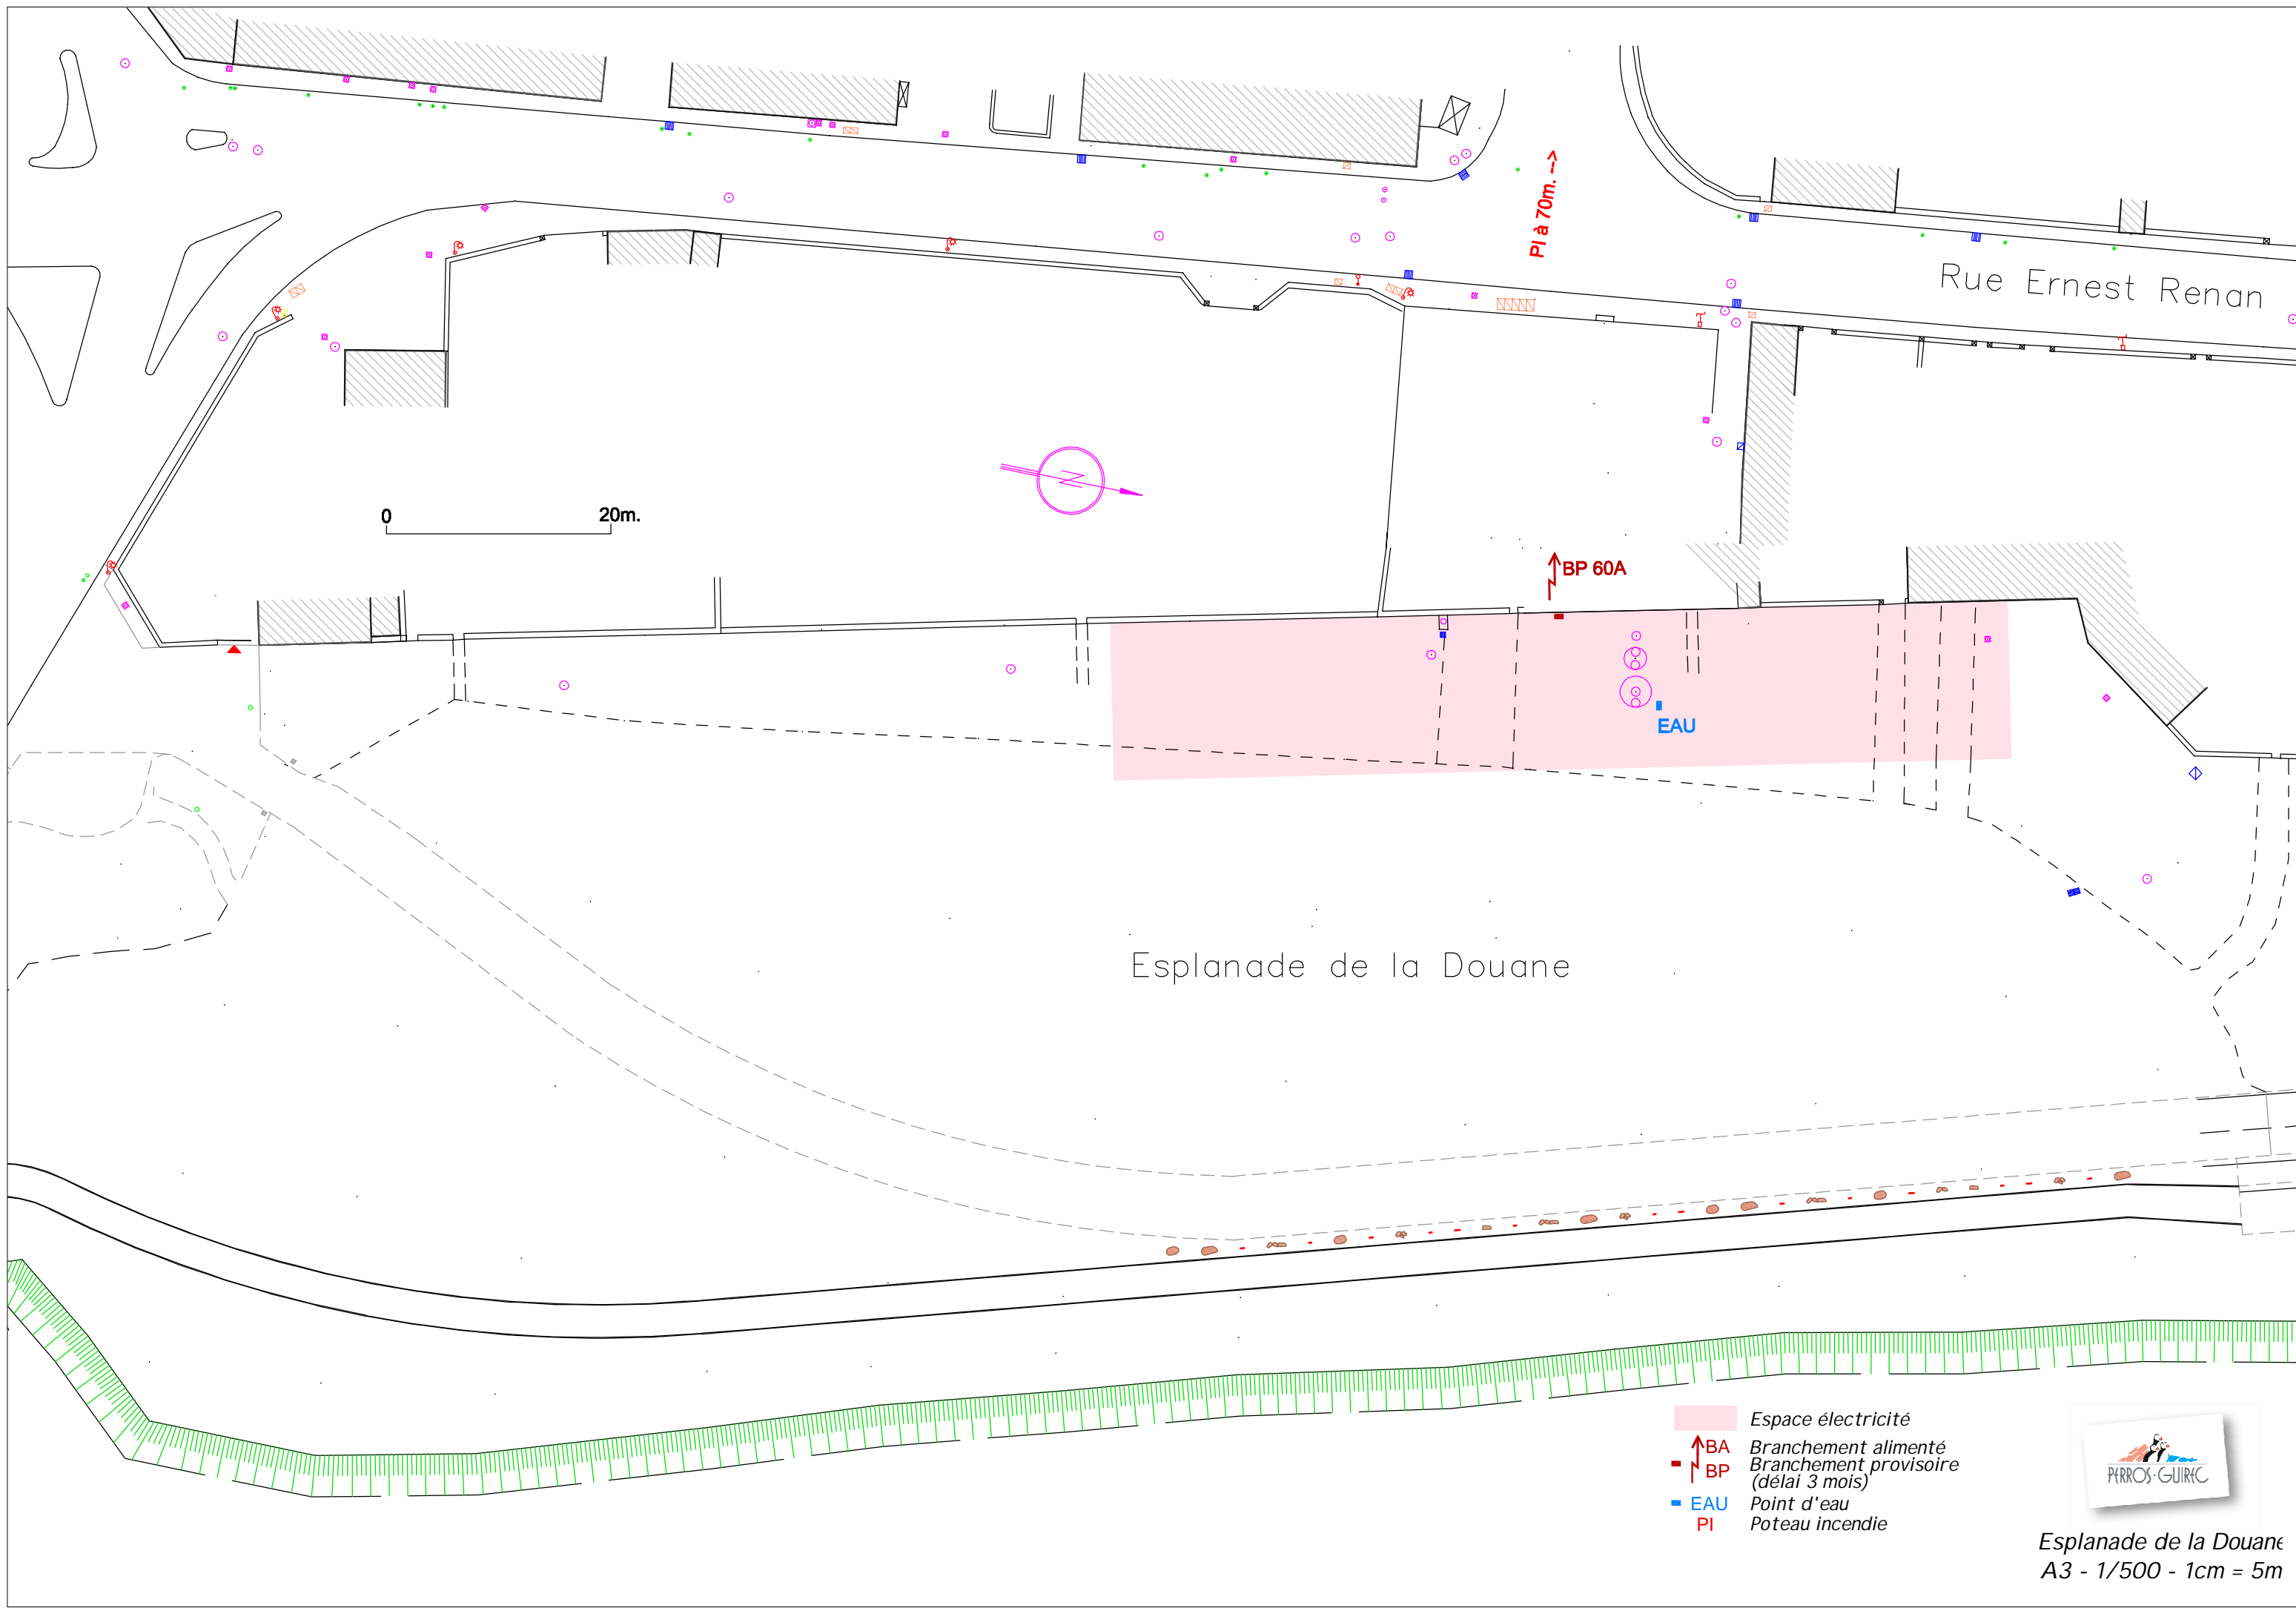 PI à 70m. -->
Rue Ernest Renan
N
0
20m.
BP 60A
EAU
Esplanade de la Douane
Espace électricité
BA Branchement alimenté
BP Branchement provisoire
(délai 3 mois)
EAU Point d'eau
PI Poteau incendie
PERROS-GUIREC
Esplanade de la Douane
A3 - 1/500 - 1cm = 5m